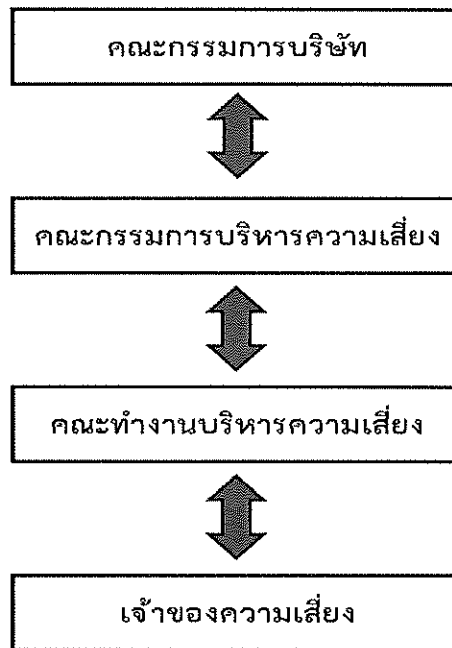 คณะกรรมการบริษัท
คณะกรรมการบริหารความเสี่ยง
คณะทำงานบริหารความเสี่ยง
เจ้าของความเสี่ยง